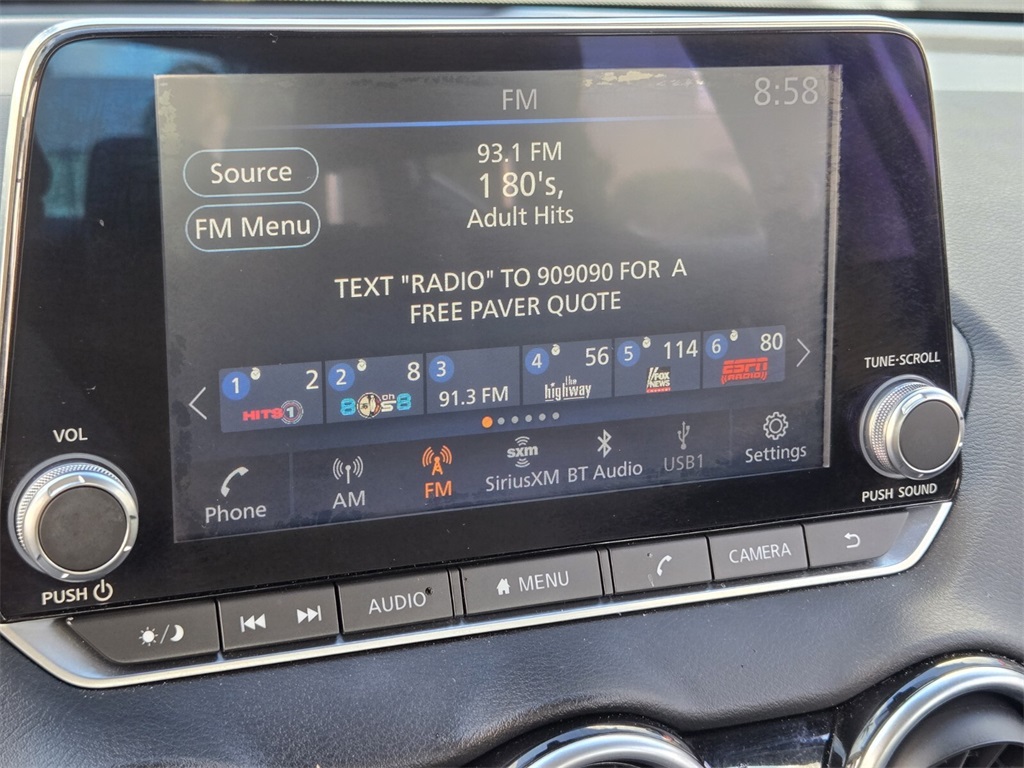 FM
8:58
Source
93.1 FM
1 80's,
FM Menu
Adult Hits
TEXT "RADIO" TO 909090 FOR A
FREE PAVER QUOTE
1 2
HITS 1
2 8
80s on 8
3
91.3 FM
4 56
the highway
5 114
FOX NEWS
6 80
ESPN RADIO
Phone
AM
FM
sxm
SiriusXM
BT Audio
USB1
Settings
VOL
PUSH
TUNE·SCROLL
PUSH SOUND
AUDIO
MENU
CAMERA